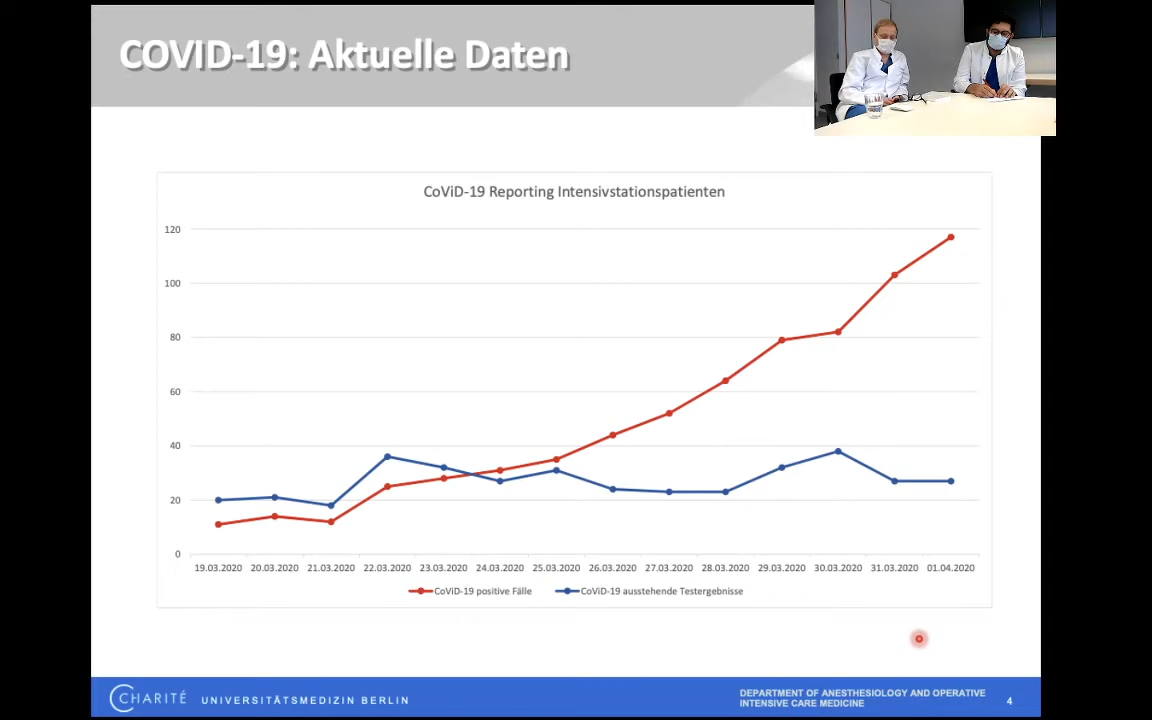 COVID-19: Aktuelle Daten
CoViD-19 Reporting Intensivstationspatienten
120
100
80
60
40
20
0
19.03.2020 20.03.2020 21.03.2020 22.03.2020 23.03.2020 24.03.2020 25.03.2020 26.03.2020 27.03.2020 28.03.2020 29.03.2020 30.03.2020 31.03.2020 01.04.2020
CoViD-19 positive Fälle CoViD-19 ausstehende Testergebnisse
CHARITÉ UNIVERSITÄTSMEDIZIN BERLIN
DEPARTMENT OF ANESTHESIOLOGY AND OPERATIVE
INTENSIVE CARE MEDICINE
4